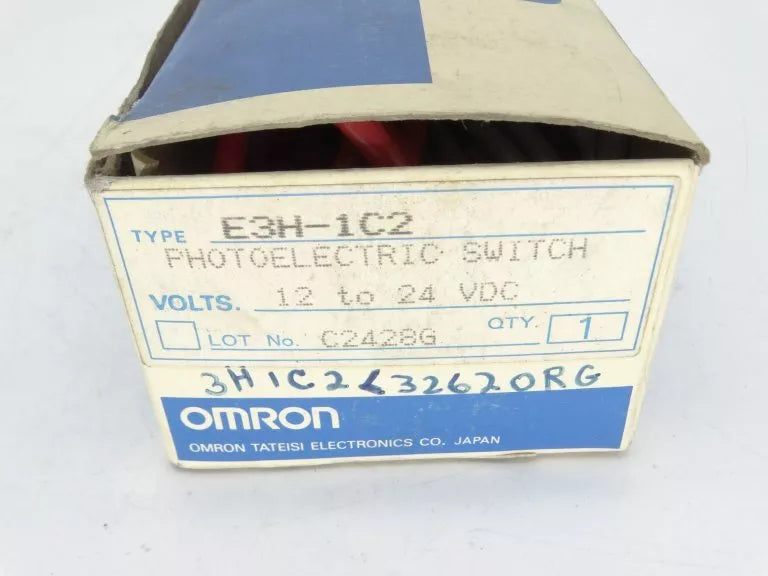 TYPE E3H-1C2
PHOTOELECTRIC SWITCH
VOLTS. 12 to 24 VDC
LOT No. C2428G QTY. 1
3H1C2L32620RG
OMRON
OMRON TATEISI ELECTRONICS CO. JAPAN